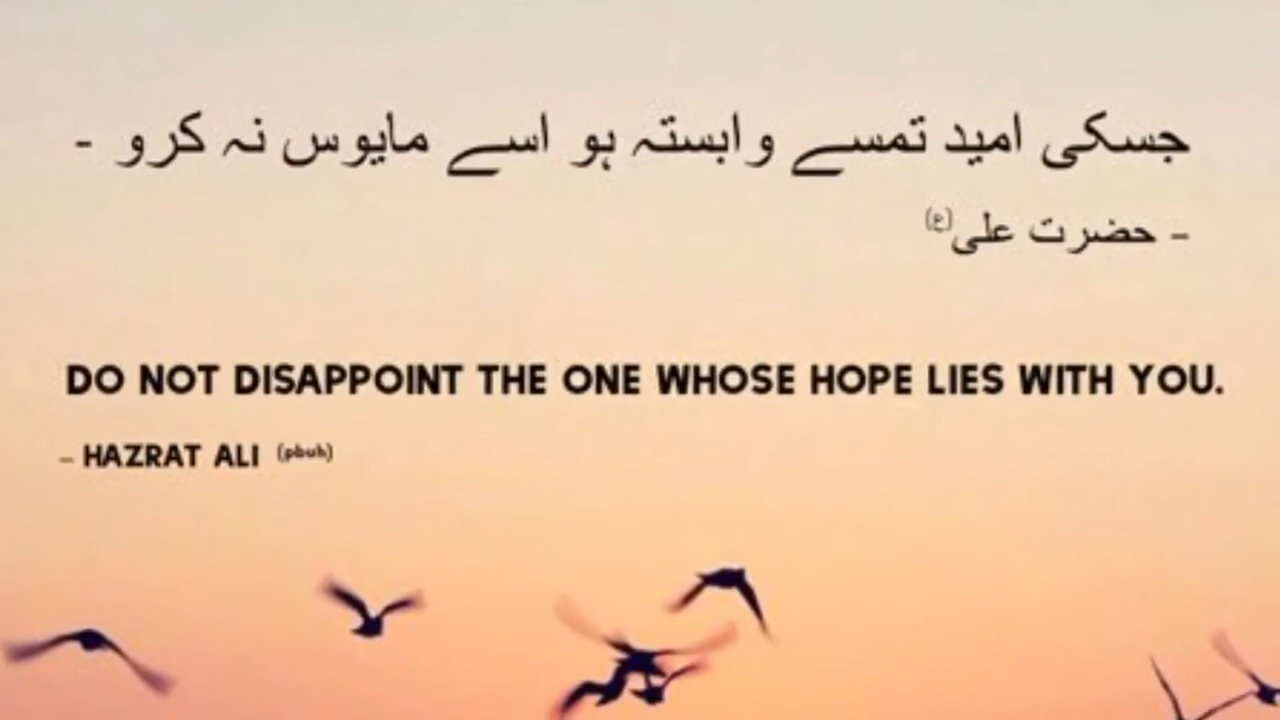 جسکی امید تمسے وابستہ ہو اسے مایوس نہ کرو -
- حضرت علی(ع)
DO NOT DISAPPOINT THE ONE WHOSE HOPE LIES WITH YOU.
– HAZRAT ALI (pbuh)